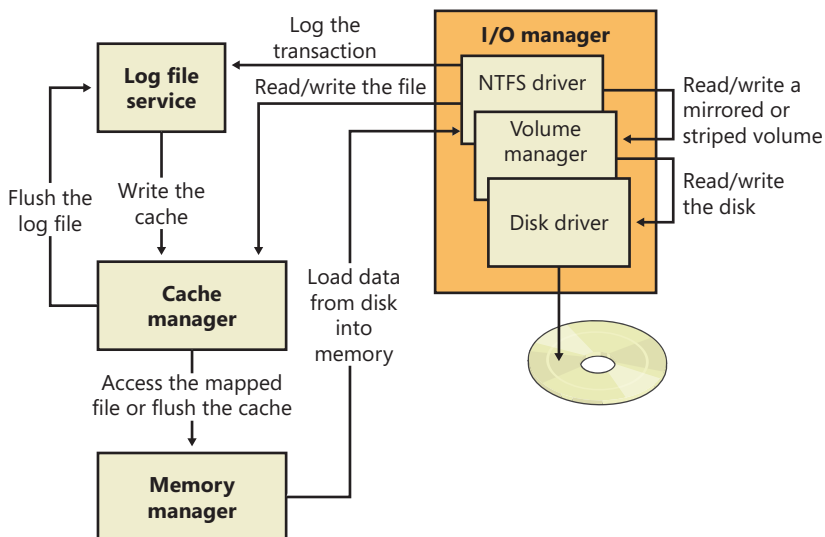 Log the
transaction
I/O manager
Log file
service
Read/write the file
NTFS driver
Read/write a
mirrored or
striped volume
Volume
manager
Flush the
log file
Write the
cache
Read/write
the disk
Disk driver
Load data
from disk
into
memory
Cache
manager
Access the mapped
file or flush the cache
Memory
manager